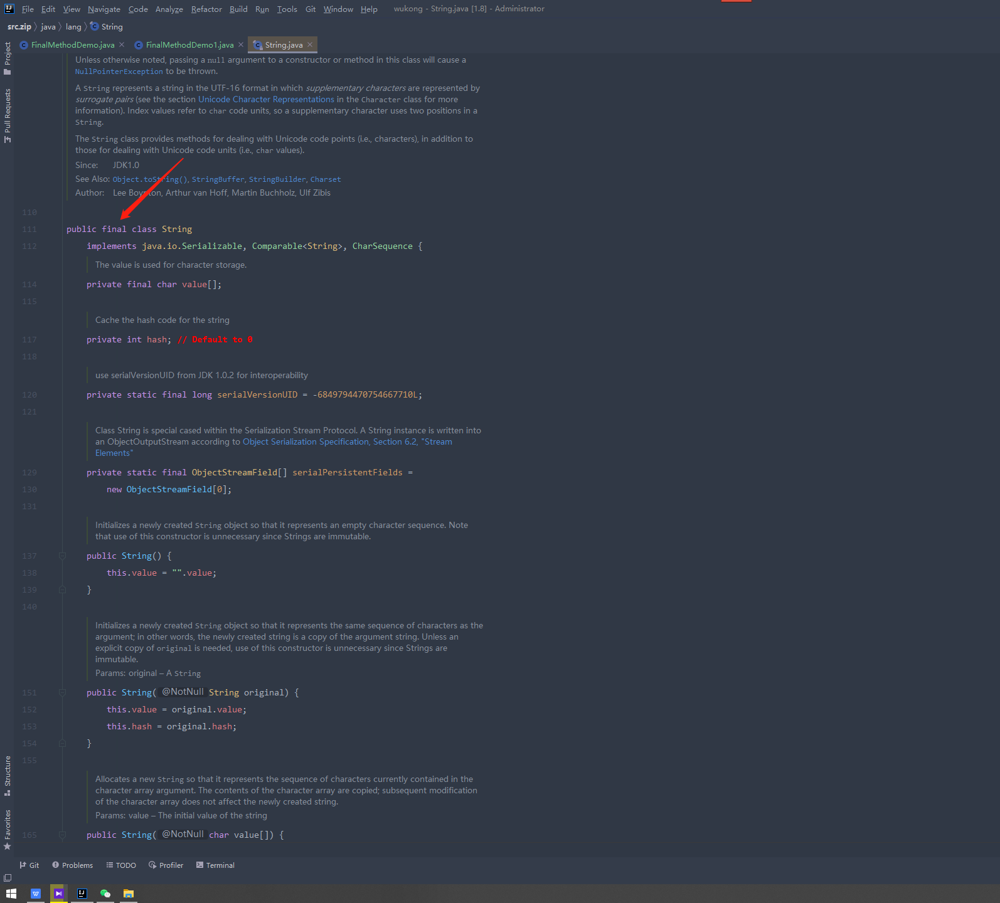 File Edit View Navigate Code Analyze Refactor Build Run Tools Git Window Help wukong - String.java [1.8] - Administrator
src.zip java lang String
FinalMethodDemo.java FinalMethodDemo1.java String.java
Project
Pull Requests
Unless otherwise noted, passing a null argument to a constructor or method in this class will cause a
NullPointerException to be thrown.
A String represents a string in the UTF-16 format in which supplementary characters are represented by
surrogate pairs (see the section Unicode Character Representations in the Character class for more
information). Index values refer to char code units, so a supplementary character uses two positions in a
String.
The String class provides methods for dealing with Unicode code points (i.e., characters), in addition to
those for dealing with Unicode code units (i.e., char values).
Since: JDK1.0
See Also: Object.toString(), StringBuffer, StringBuilder, Charset
Author: Lee Boynton, Arthur van Hoff, Martin Buchholz, Ulf Zibis
110
111 public final class String
112 implements java.io.Serializable, Comparable<String>, CharSequence {
The value is used for character storage.
114 private final char value[];
115
Cache the hash code for the string
117 private int hash; // Default to 0
118
use serialVersionUID from JDK 1.0.2 for interoperability
120 private static final long serialVersionUID = -6849794470754667710L;
121
Class String is special cased within the Serialization Stream Protocol. A String instance is written into
an ObjectOutputStream according to Object Serialization Specification, Section 6.2, "Stream
Elements"
129 private static final ObjectStreamField[] serialPersistentFields =
130 new ObjectStreamField[0];
131
Initializes a newly created String object so that it represents an empty character sequence. Note
that use of this constructor is unnecessary since Strings are immutable.
137 public String() {
138 this.value = "".value;
139 }
140
Initializes a newly created String object so that it represents the same sequence of characters as the
argument; in other words, the newly created string is a copy of the argument string. Unless an
explicit copy of original is needed, use of this constructor is unnecessary since Strings are
immutable.
Params: original – A String
151 public String( @NotNull String original) {
152 this.value = original.value;
153 this.hash = original.hash;
154 }
155
Allocates a new String so that it represents the sequence of characters currently contained in the
character array argument. The contents of the character array are copied; subsequent modification
of the character array does not affect the newly created string.
Params: value – The initial value of the string
165 public String( @NotNull char value[]) {
Structure
Favorites
Git Problems TODO Profiler Terminal